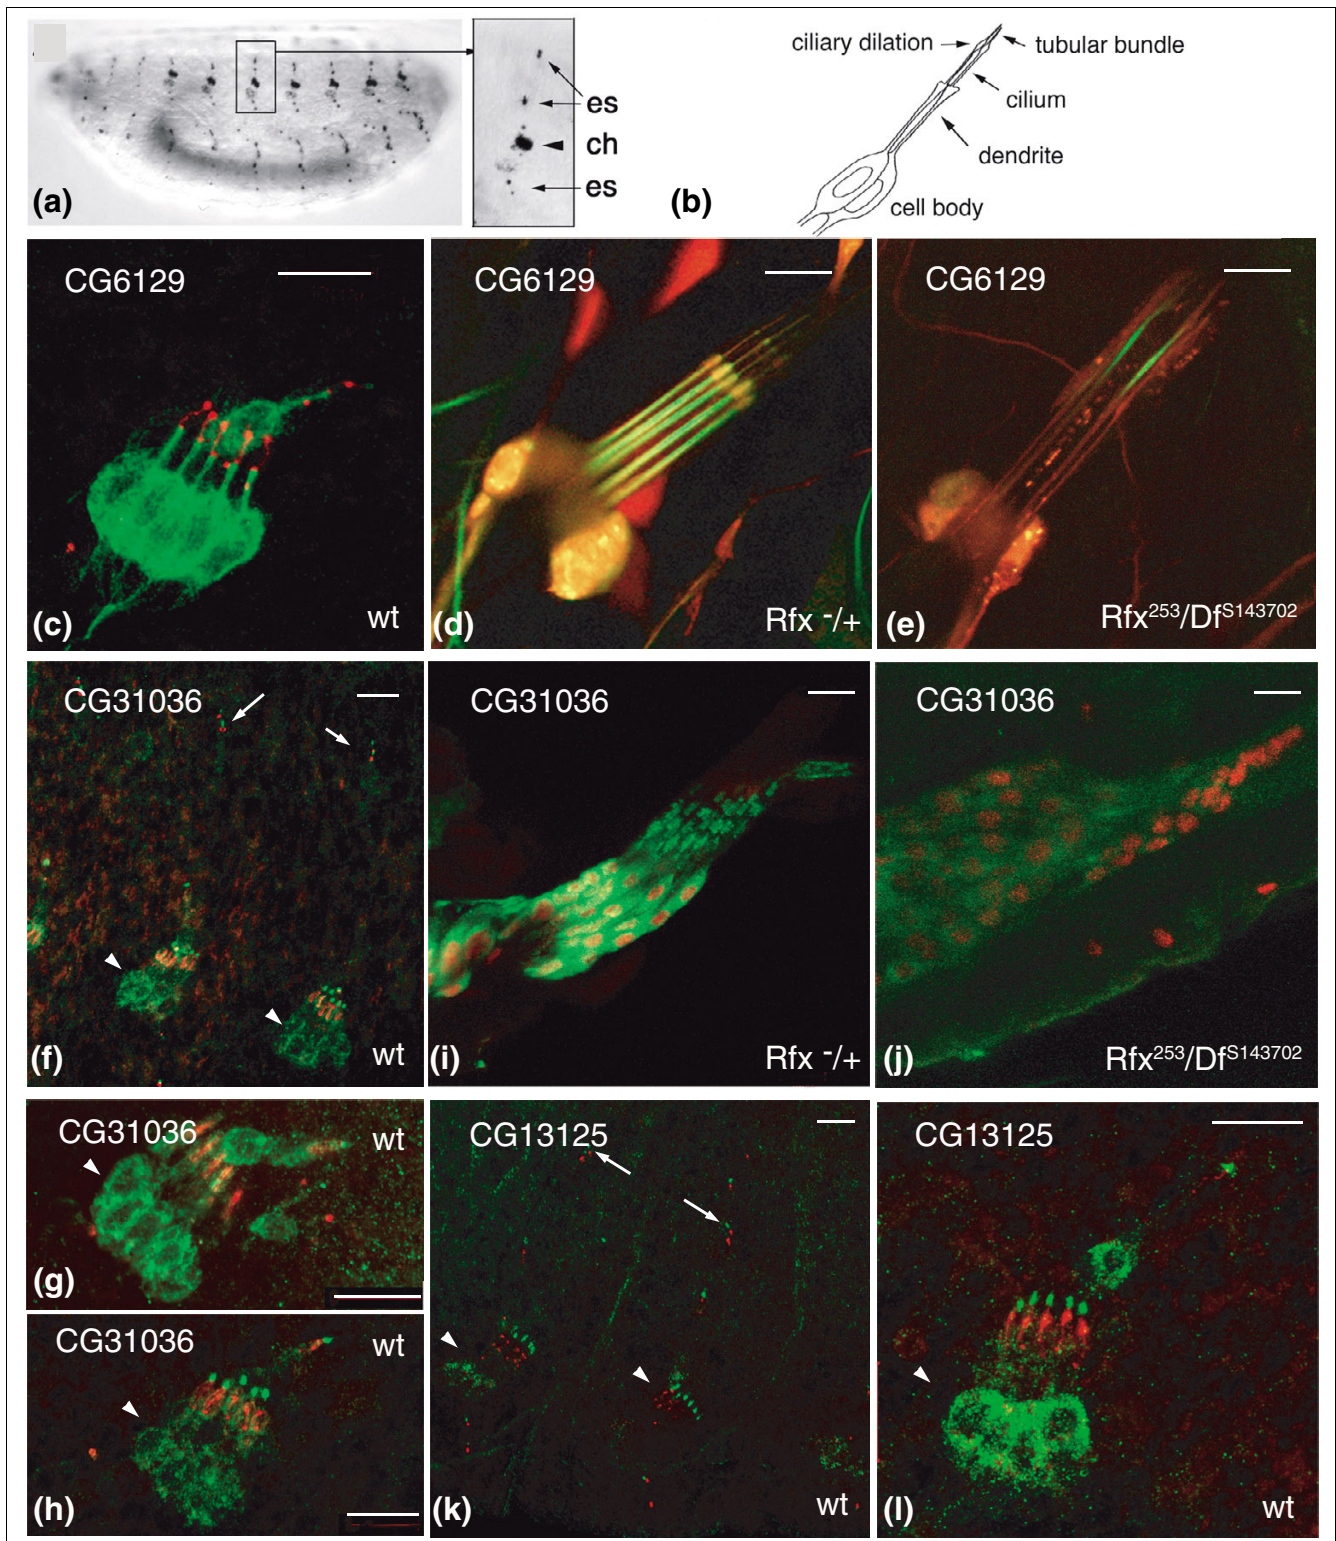 (a)
es
ch
es
(b)
ciliary dilation
tubular bundle
cilium
dendrite
cell body
CG6129
(c)
wt
CG6129
(d)
Rfx -/+
CG6129
(e)
Rfx253/DfS143702
CG31036
(f)
wt
CG31036
(i)
Rfx -/+
CG31036
(j)
Rfx253/DfS143702
CG31036
wt
(g)
CG31036
wt
(h)
CG13125
(k)
wt
CG13125
(l)
wt